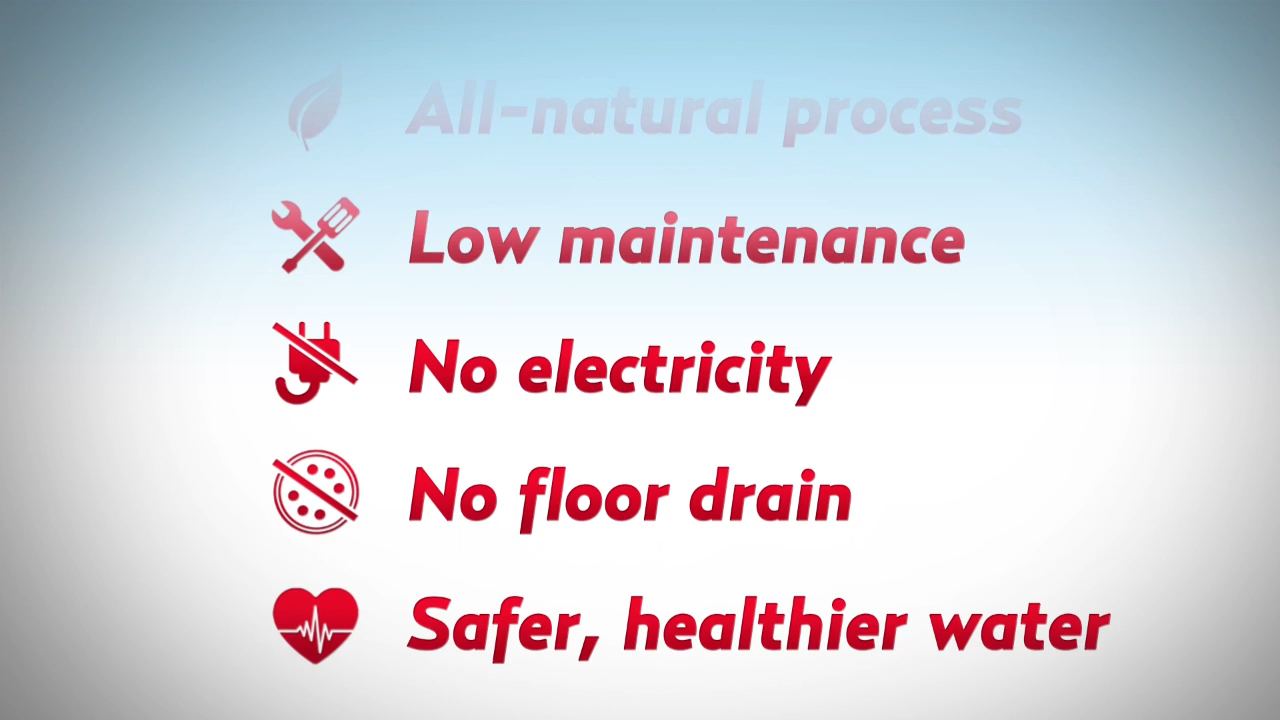 All-natural process
Low maintenance
No electricity
No floor drain
Safer, healthier water